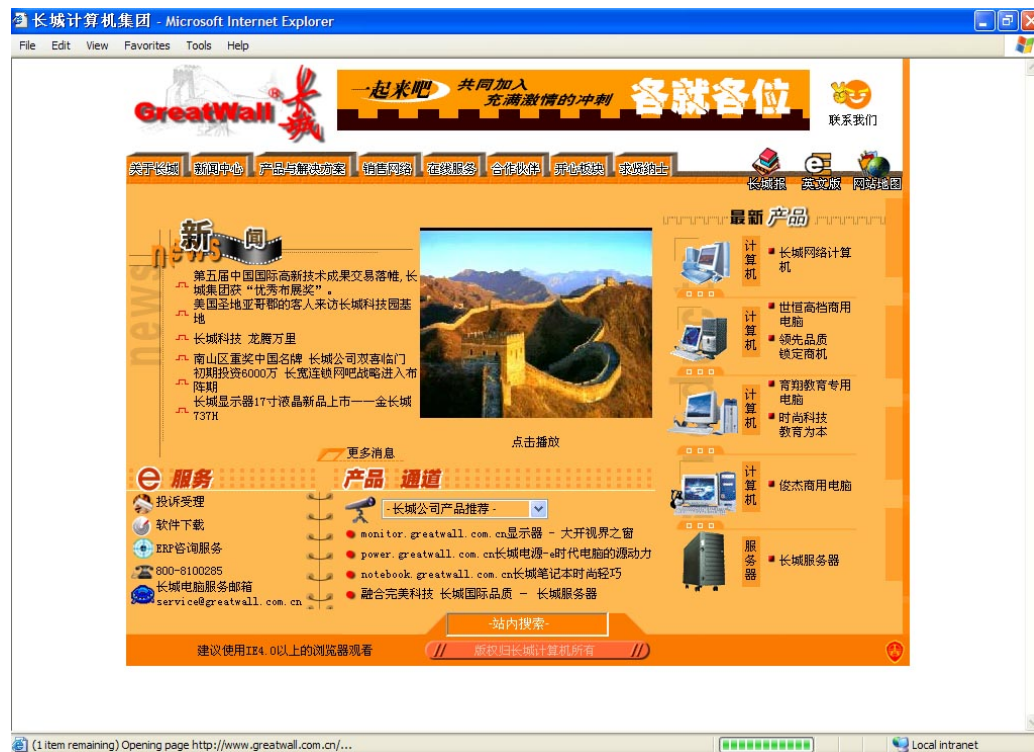 长城计算机集团 - Microsoft Internet Explorer
File Edit View Favorites Tools Help
GreatWall® 长城
一起来吧 共同加入
充满激情的冲刺
各就各位
联系我们
关于长城 新闻中心 产品与解决方案 销售网络 在线服务 合作伙伴 开心板块 求贤纳士
长城报 英文版 网站地图
新闻
news
news
第五届中国国际高新技术成果交易落帷,长
城集团获“优秀布展奖”.
美国圣地亚哥郡的客人来访长城科技园基
地
长城科技 龙腾万里
南山区重奖中国名牌 长城公司双喜临门
初期投资6000万 长宽连锁网吧战略进入布
阵期
长城显示器17寸液晶新品上市——金长城
737H
更多消息
点击播放
最新产品
计算机
长城网络计算
机
计算机
世恒高档商用
电脑
领先品质
锁定商机
计算机
育翔教育专用
电脑
时尚科技
教育为本
计算机
俊杰商用电脑
服务器
长城服务器
e 服务
投诉受理
软件下载
ERP咨询服务
800-8100285
长城电脑服务邮箱
service@greatwall.com.cn
产品 通道
-长城公司产品推荐-
monitor.greatwall.com.cn显示器 - 大开视界之窗
power.greatwall.com.cn长城电源-e时代电脑的源动力
notebook.greatwall.com.cn长城笔记本时尚轻巧
融合完美科技 长城国际品质 - 长城服务器
-站内搜索-
建议使用IE4.0以上的浏览器观看
版权归长城计算机所有
(1 item remaining) Opening page http://www.greatwall.com.cn/...
Local intranet